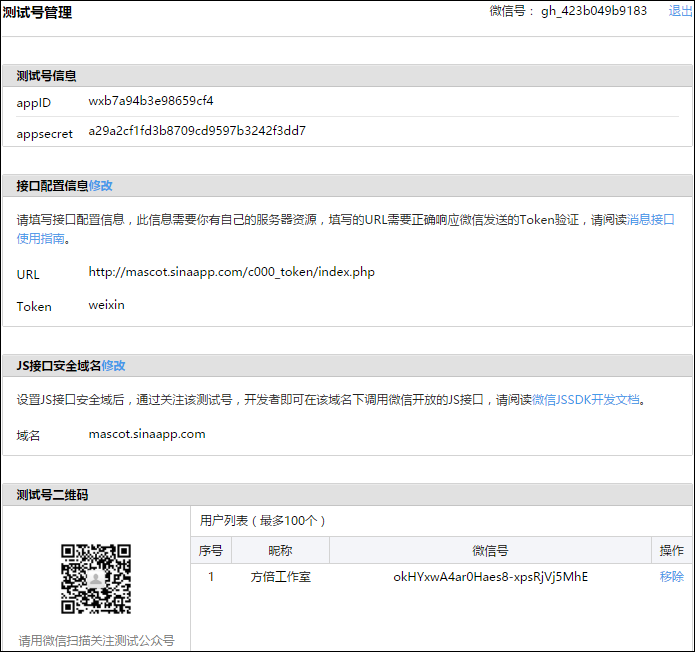 测试号管理
微信号： gh_423b049b9183 退出
测试号信息
appID wxb7a94b3e98659cf4
appsecret a29a2cf1fd3b8709cd9597b3242f3dd7
接口配置信息修改
请填写接口配置信息，此信息需要你有自己的服务器资源，填写的URL需要正确响应微信发送的Token验证，请阅读消息接口
使用指南。
URL http://mascot.sinaapp.com/c000_token/index.php
Token weixin
JS接口安全域名修改
设置JS接口安全域后，通过关注该测试号，开发者即可在该域名下调用微信开放的JS接口，请阅读微信JSSDK开发文档。
域名 mascot.sinaapp.com
测试号二维码
请用微信扫描关注测试公众号
用户列表（最多100个）
序号 昵称 微信号 操作
1 方倍工作室 okHYxwA4ar0Haes8-xpsRjVj5MhE 移除